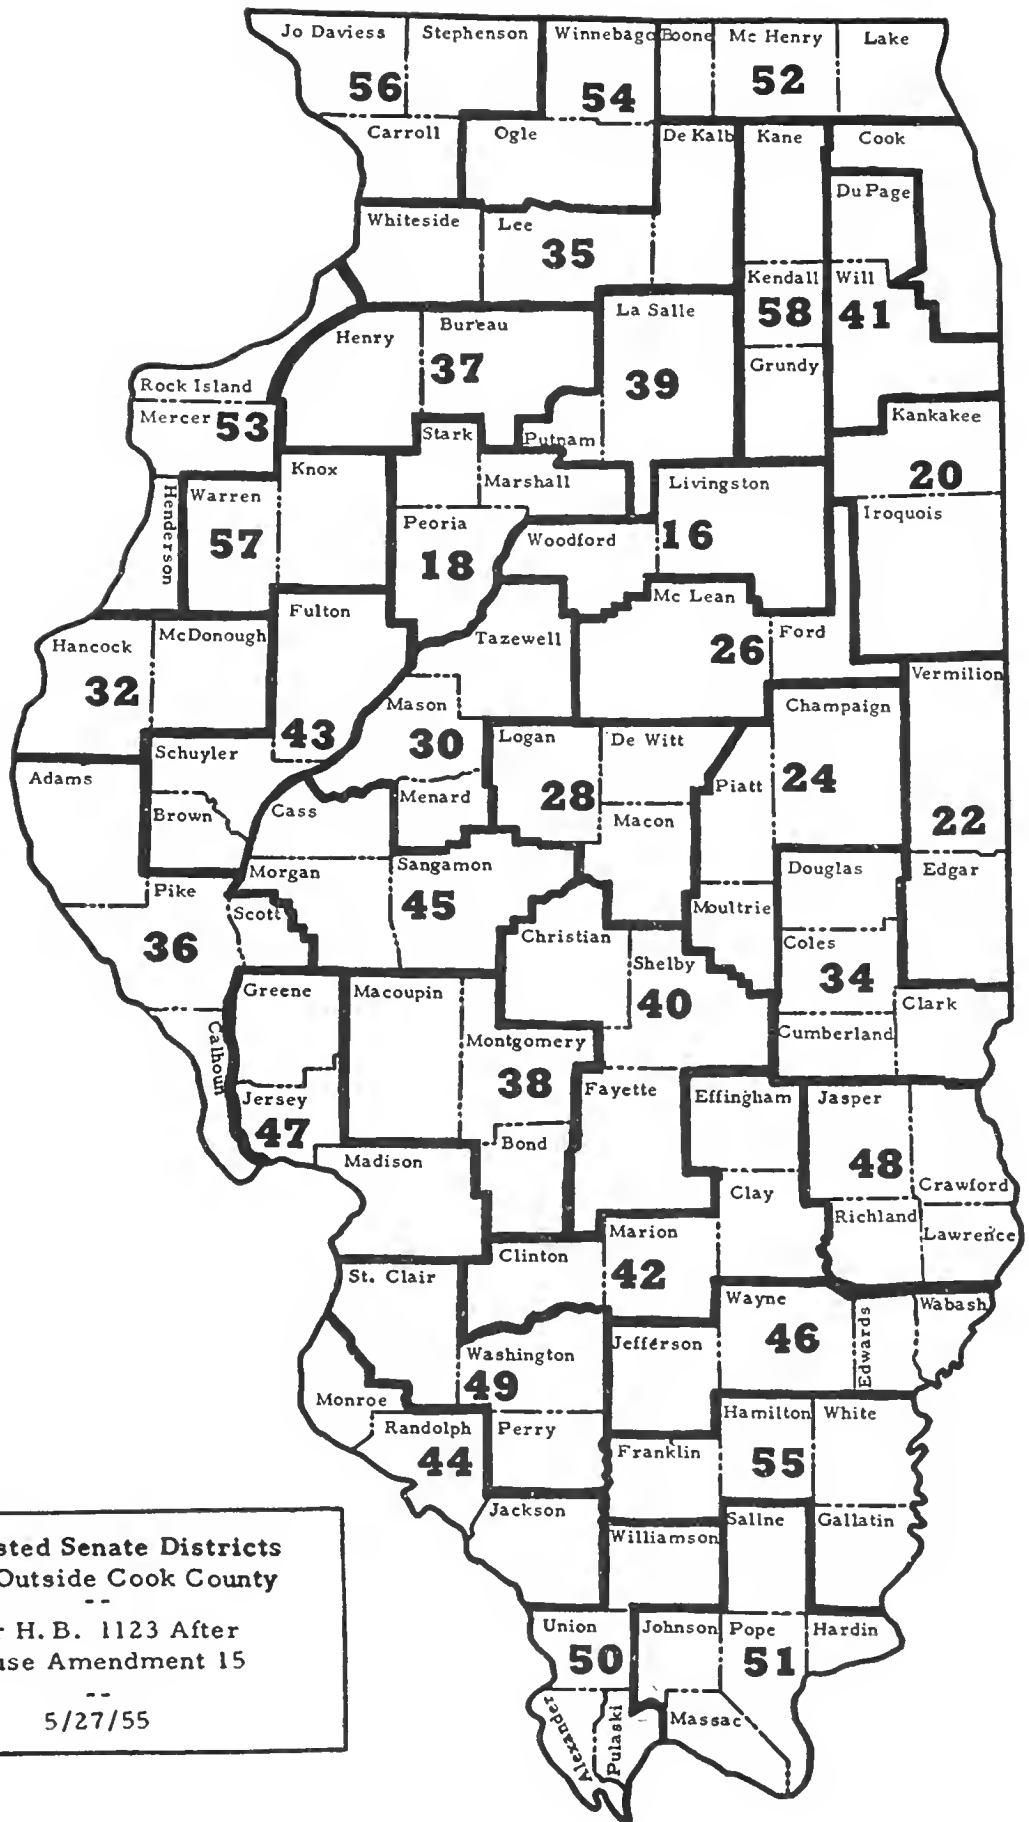 Jo Daviess Stephenson Winnebago Boone Mc Henry Lake
56 54 52
Carroll Ogle De Kalb Kane Cook
Du Page
Whiteside Lee
35
Kendall Will
58 41
La Salle
Henry Bureau
37
Grundy
39
Rock Island
Mercer 53
Kankakee
Stark Putnam
20
Knox
Warren Marshall Livingston
Henderson
Iroquois
Peoria
57 18 Woodford 16
Mc Lean
Fulton
Hancock McDonough Tazewell Ford
26
32
Vermilion
Mason Champaign
43 30 Logan De Witt
Schuyler
Adams Piatt
Menard 28 24
Brown Cass Macon
22
Morgan Sangamon Douglas Edgar
Pike
45
Scott Moultrie
Christian
36 Coles
Shelby
34
Greene Macoupin 40
Clark
Calhoun
Montgomery Cumberland
38 Fayette
Effingham Jasper
Jersey
47 Bond
Madison 48
Clay Crawford
Richland
Marion Lawrence
Clinton
St. Clair 42
Wayne Wabash
46 Edwards
Jefferson
Washington
49
Monroe
Hamilton White
Randolph Perry
Franklin
44 55
Jackson Saline Gallatin
Williamson
sted Senate Districts
Outside Cook County
--
H. B. 1123 After
use Amendment 15
--
5/27/55
Union Johnson Pope Hardin
50 51
Alexander Pulaski Massac